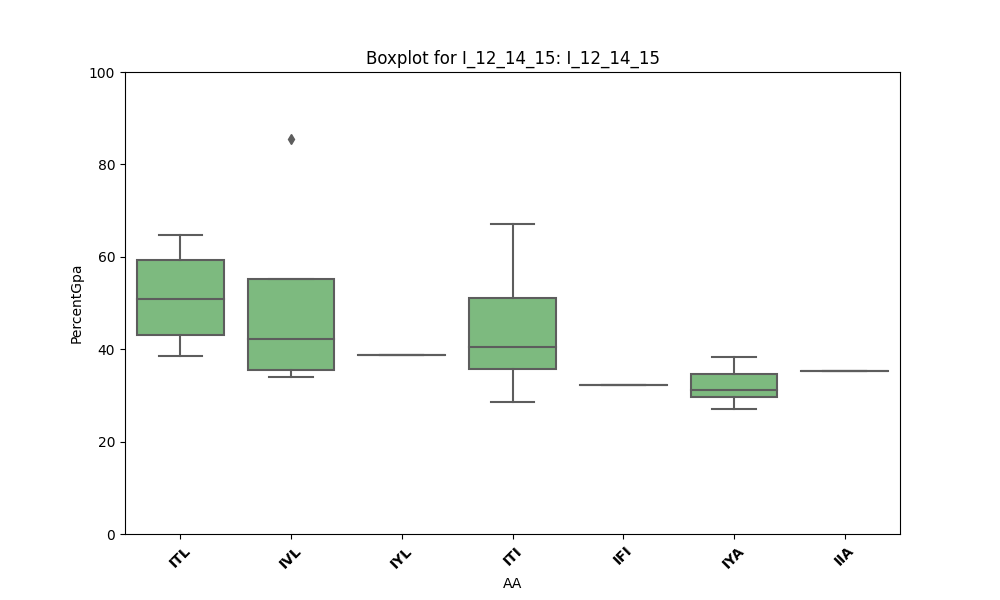 Boxplot for I_12_14_15: I_12_14_15
100
80
60
40
20
0
PercentGpa
ITL
IVL
IYL
ITI
IFI
IYA
IIA
AA